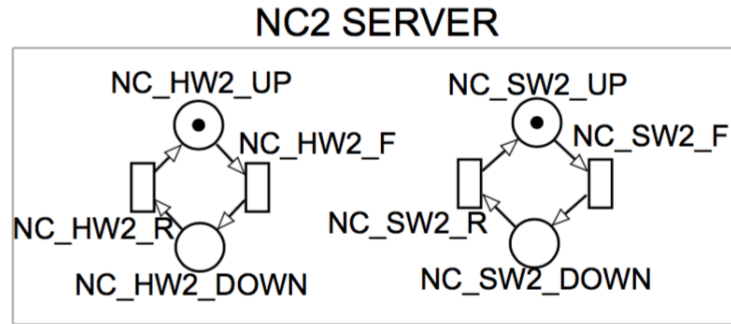 NC2 SERVER
NC_HW2_UP
NC_SW2_UP
NC_HW2_F
NC_SW2_F
NC_HW2_R
NC_SW2_R
NC_HW2_DOWN
NC_SW2_DOWN